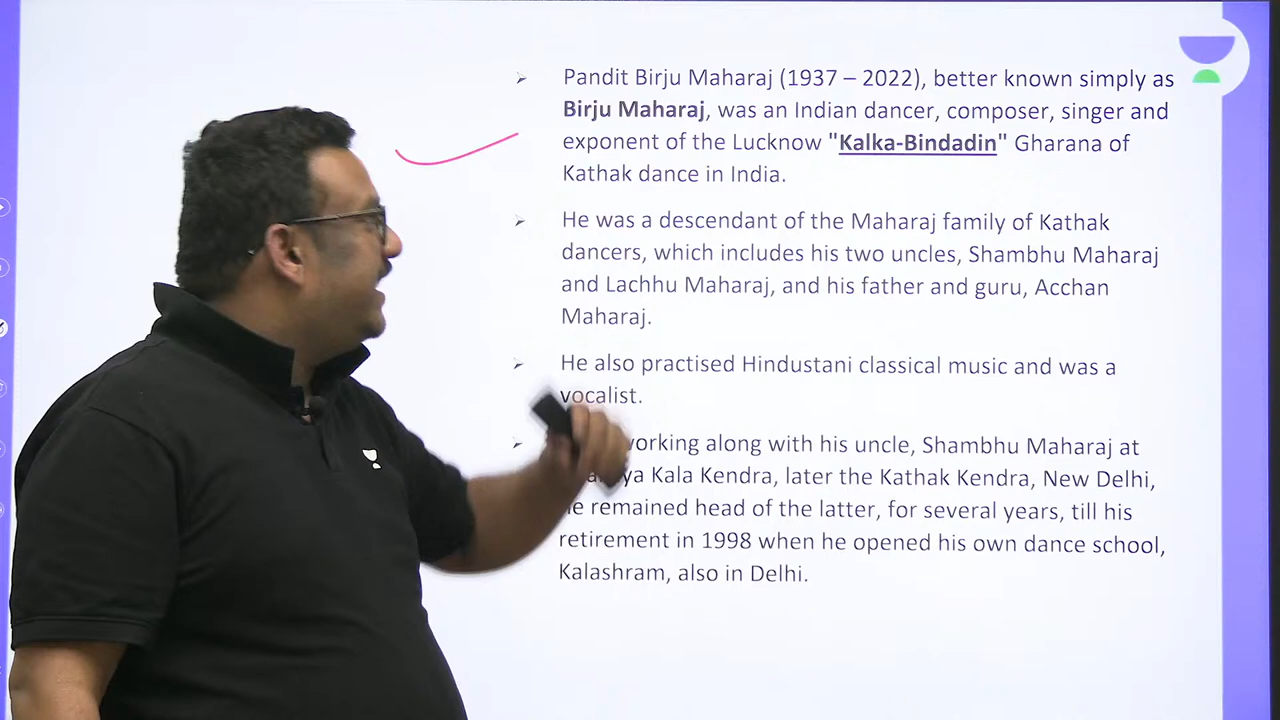 Pandit Birju Maharaj (1937 – 2022), better known simply as
Birju Maharaj, was an Indian dancer, composer, singer and
exponent of the Lucknow "Kalka-Bindadin" Gharana of
Kathak dance in India.
He was a descendant of the Maharaj family of Kathak
dancers, which includes his two uncles, Shambhu Maharaj
and Lachhu Maharaj, and his father and guru, Acchan
Maharaj.
He also practised Hindustani classical music and was a
vocalist.
working along with his uncle, Shambhu Maharaj at
Kala Kendra, later the Kathak Kendra, New Delhi,
he remained head of the latter, for several years, till his
retirement in 1998 when he opened his own dance school,
Kalashram, also in Delhi.